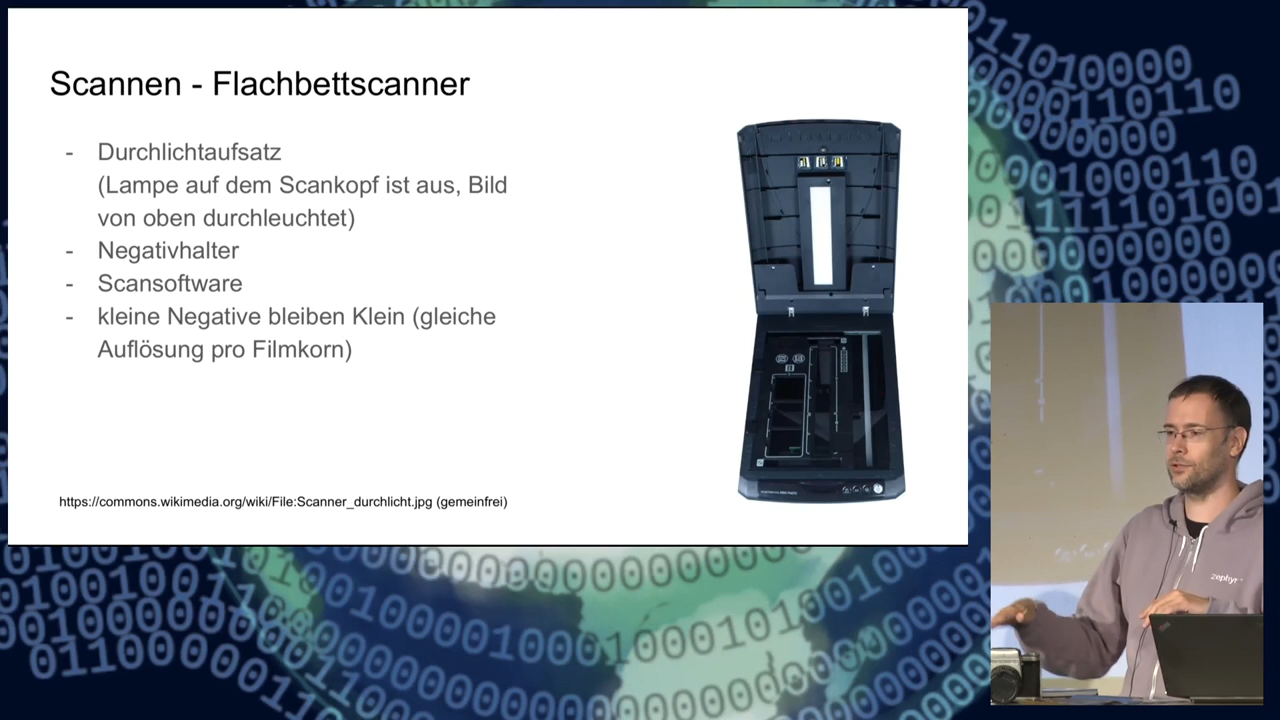 Scannen - Flachbettscanner
- Durchlichtaufsatz
(Lampe auf dem Scankopf ist aus, Bild
von oben durchleuchtet)
- Negativhalter
- Scansoftware
- kleine Negative bleiben Klein (gleiche
Auflösung pro Filmkorn)
https://commons.wikimedia.org/wiki/File:Scanner_durchlicht.jpg (gemeinfrei)
zephyr